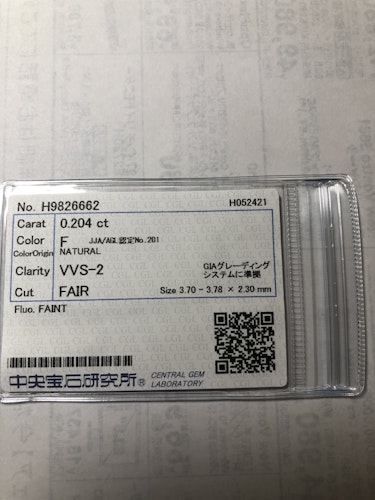 No. H9826662 H052421
Carat 0.204 ct
Color F JJA/AGL認定No.201
ColorOrigin NATURAL
Clarity VVS-2 GIAグレーディング
システムに準拠
Cut FAIR Size 3.70 - 3.78 × 2.30 mm
Fluo. FAINT
中央宝石研究所® CENTRAL GEM
LABORATORY